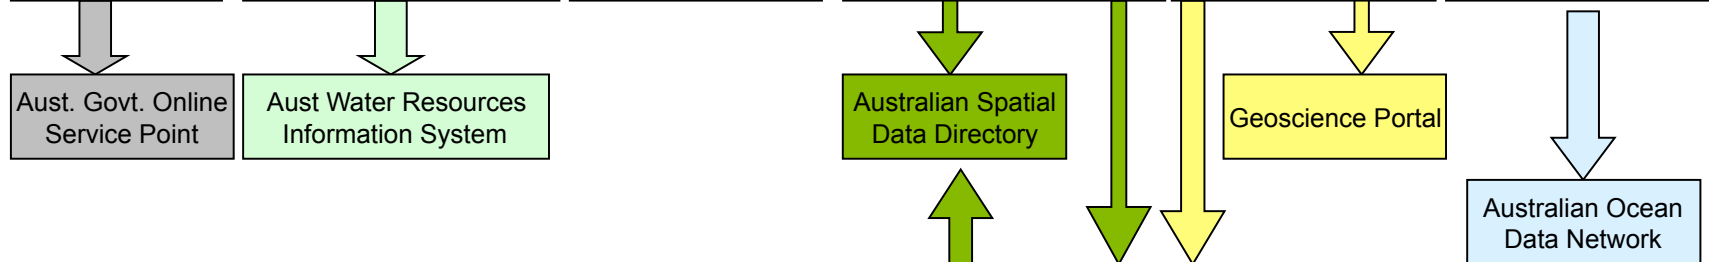 Aust. Govt. Online
Service Point
Aust Water Resources
Information System
Australian Spatial
Data Directory
Geoscience Portal
Australian Ocean
Data Network